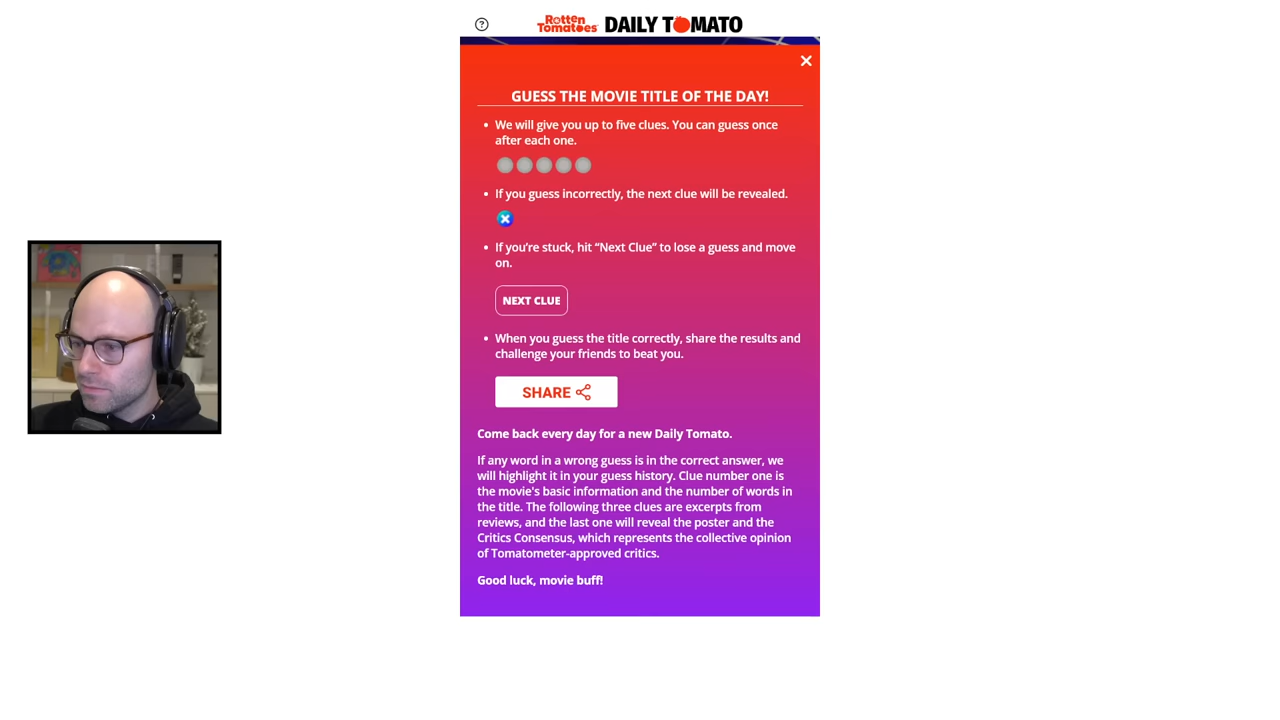 ?
Rotten
Tomatoes
DAILY TOMATO
GUESS THE MOVIE TITLE OF THE DAY!
• We will give you up to five clues. You can guess once
after each one.
• If you guess incorrectly, the next clue will be revealed.
• If you’re stuck, hit “Next Clue” to lose a guess and move
on.
NEXT CLUE
• When you guess the title correctly, share the results and
challenge your friends to beat you.
SHARE
Come back every day for a new Daily Tomato.
If any word in a wrong guess is in the correct answer, we
will highlight it in your guess history. Clue number one is
the movie's basic information and the number of words in
the title. The following three clues are excerpts from
reviews, and the last one will reveal the poster and the
Critics Consensus, which represents the collective opinion
of Tomatometer-approved critics.
Good luck, movie buff!